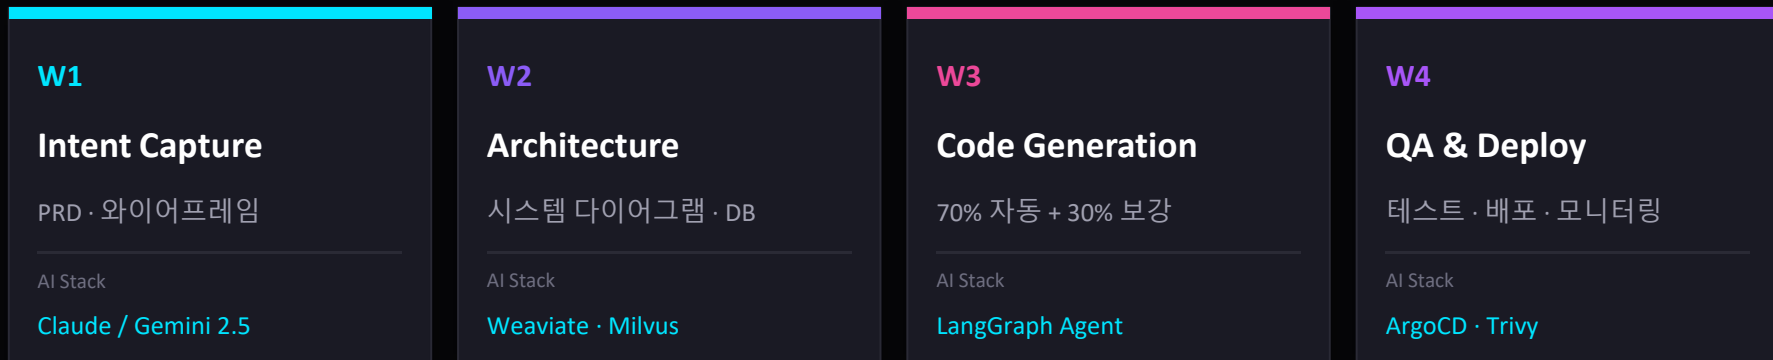 W1
Intent Capture
PRD · 와이어프레임
AI Stack
Claude / Gemini 2.5
W2
Architecture
시스템 다이어그램 · DB
AI Stack
Weaviate · Milvus
W3
Code Generation
70% 자동 + 30% 보강
AI Stack
LangGraph Agent
W4
QA & Deploy
테스트 · 배포 · 모니터링
AI Stack
ArgoCD · Trivy